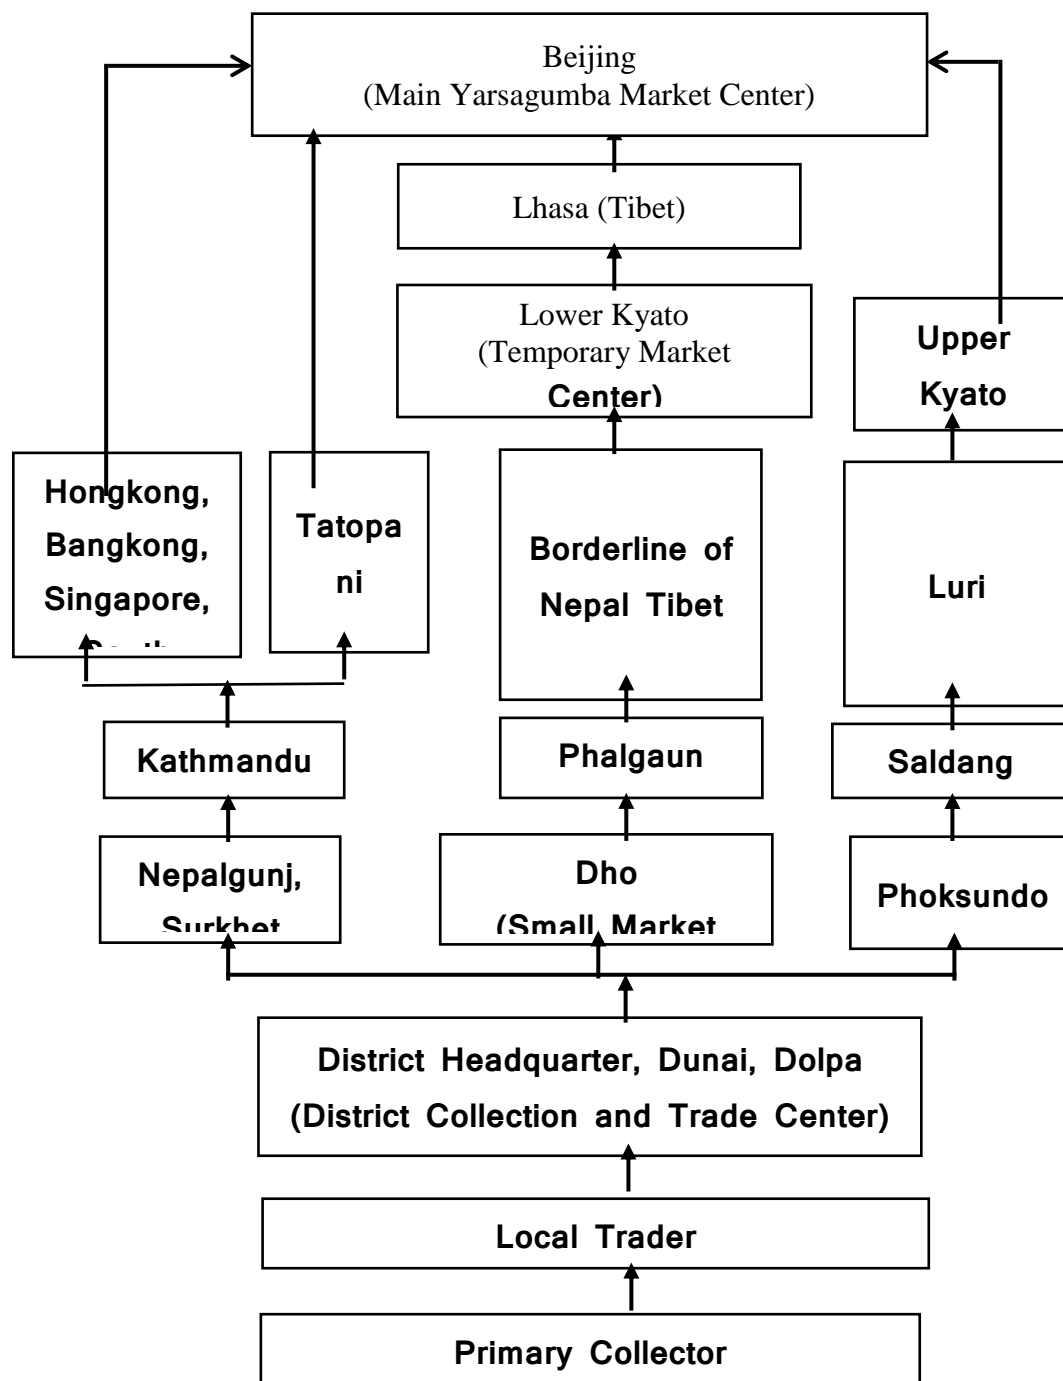 Beijing
(Main Yarsagumba Market Center)
Lhasa (Tibet)
Lower Kyato
(Temporary Market
Center)
Upper
Kyato
Hongkong,
Bangkong,
Singapore,
Tatopa
ni
Borderline of
Nepal Tibet
Luri
Kathmandu
Phalgaun
Saldang
Nepalgunj,
Surkhet
Dho
(Small Market
Phoksundo
District Headquarter, Dunai, Dolpa
(District Collection and Trade Center)
Local Trader
Primary Collector